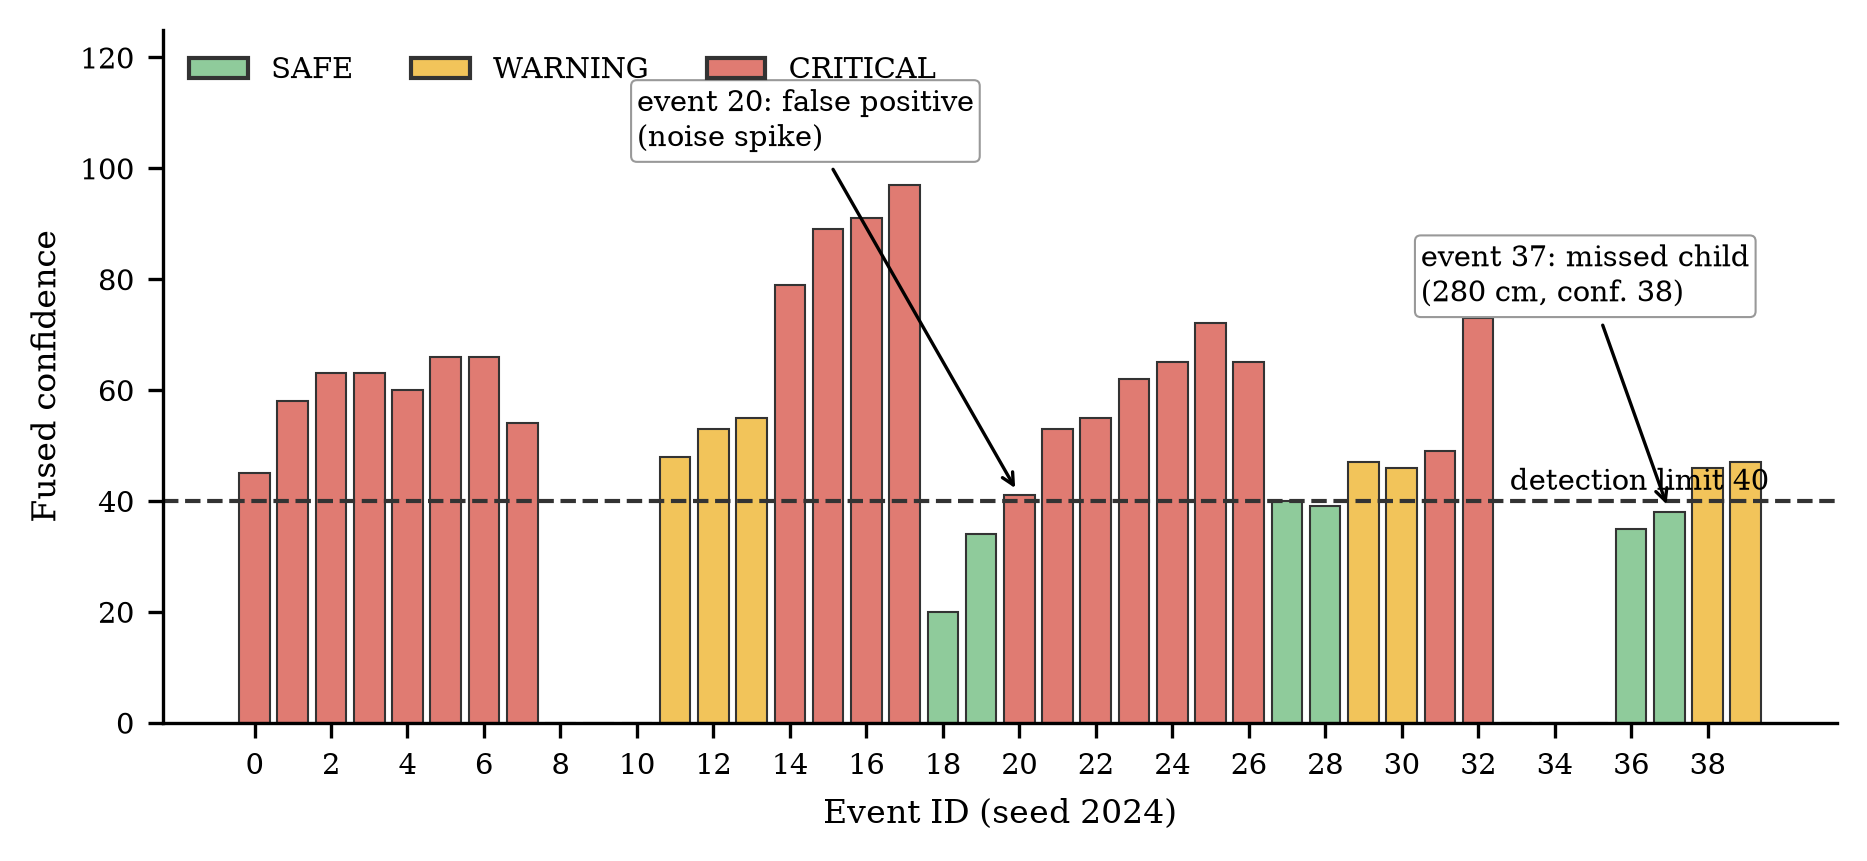 120
SAFE
WARNING
CRITICAL
event 20: false positive
(noise spike)
100
event 37: missed child
(280 cm, conf. 38)
80
Fused confidence
60
detection limit 40
40
20
0
0 2 4 6 8 10 12 14 16 18 20 22 24 26 28 30 32 34 36 38
Event ID (seed 2024)